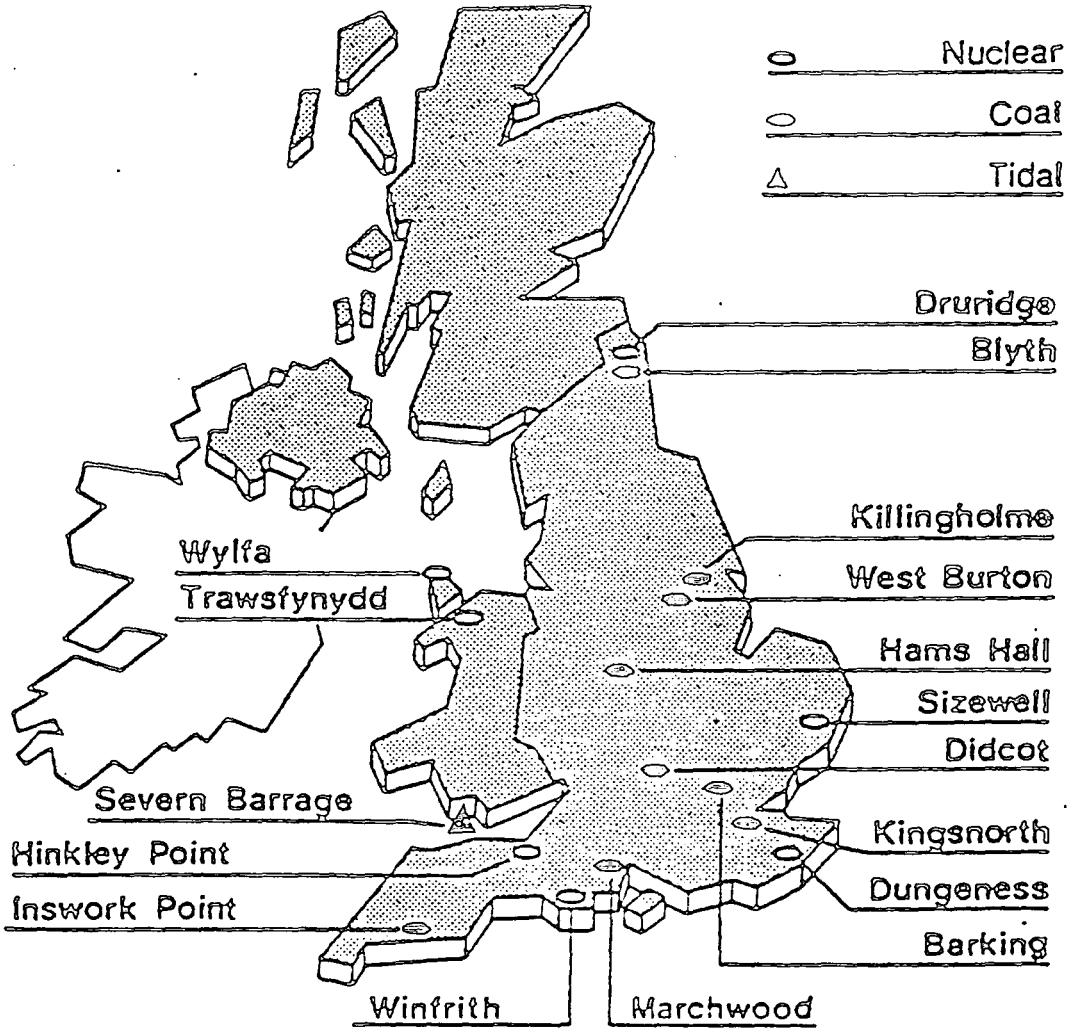 Nuclear
Coal
Tidal
Druridge
Blyth
Killingholme
Wylfa
West Burton
Trawsfynydd
Hams Hall
Sizewell
Didcot
Severn Barrage
Kingsnorth
Hinkley Point
Dungeness
Inswork Point
Barking
Winfrith
Marchwood